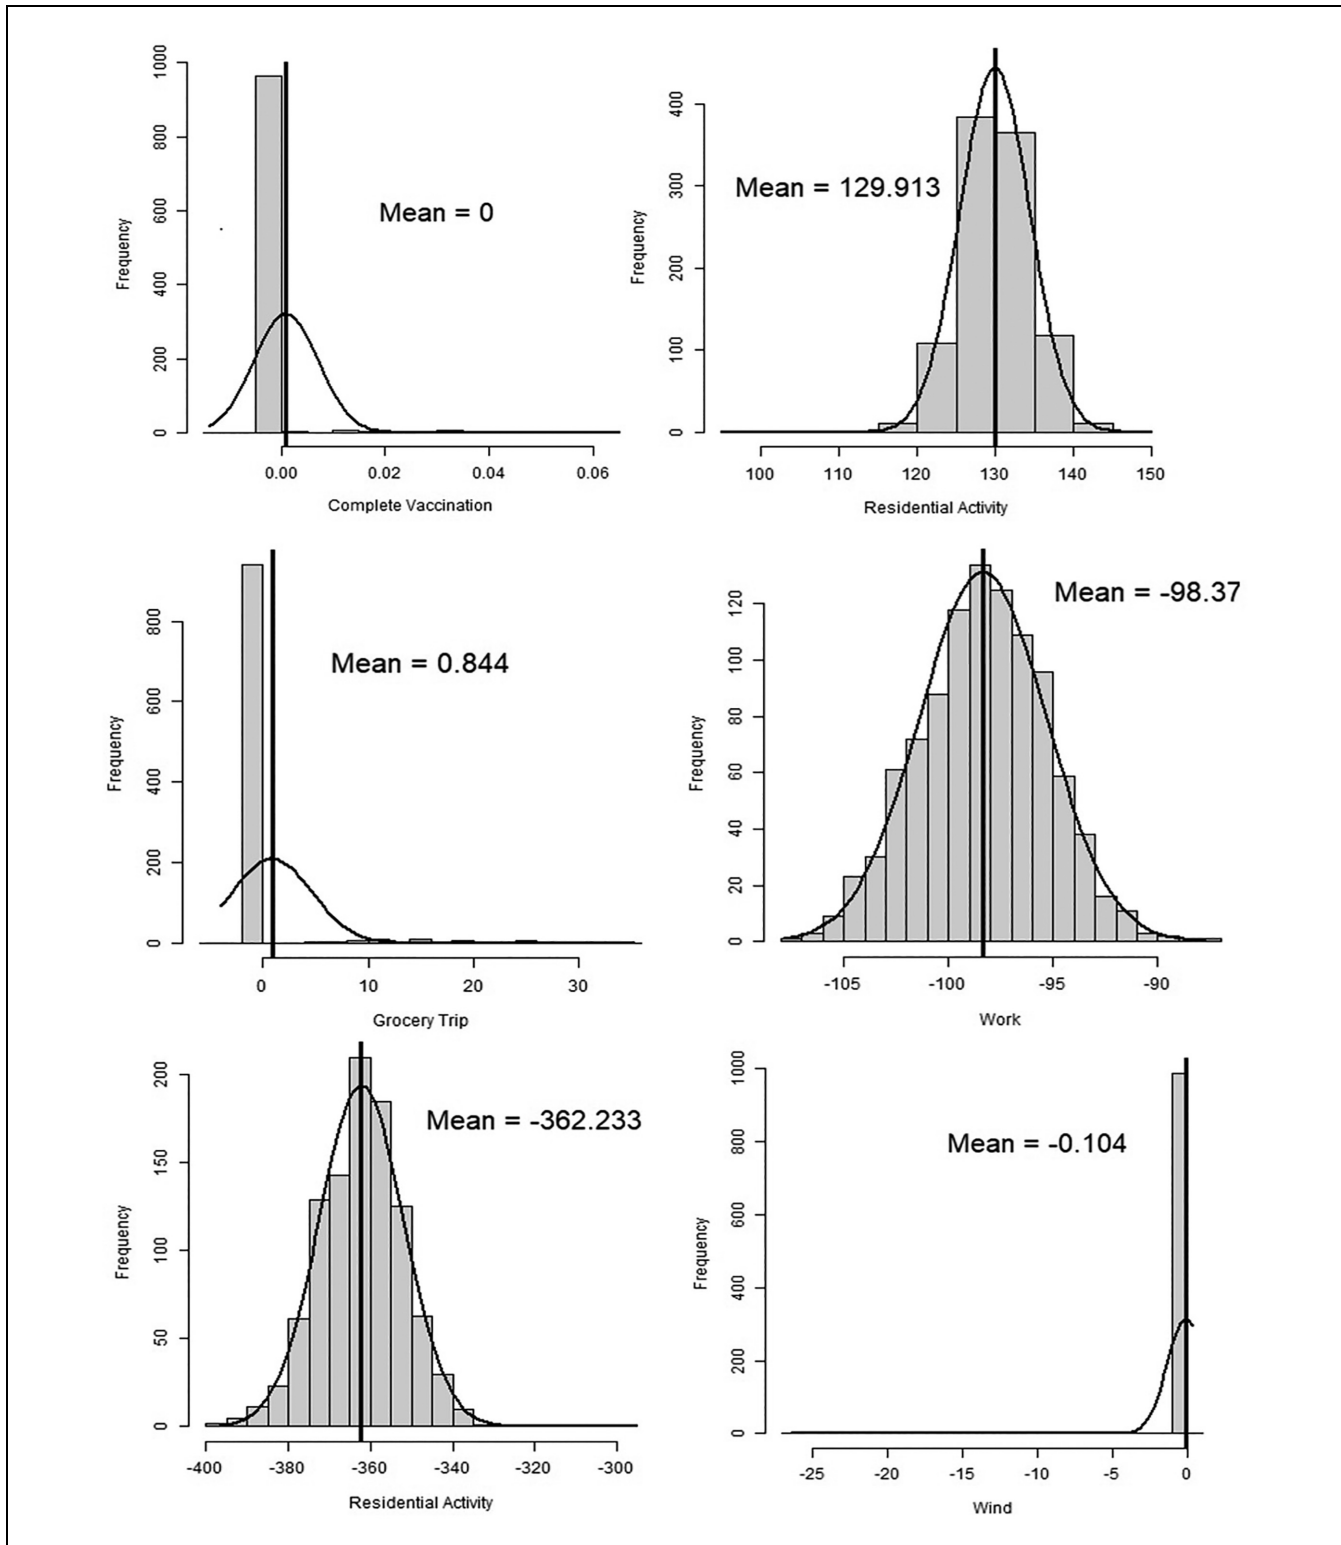 Frequency
0 200 400 600 800 1000
Mean = 0
0.00 0.02 0.04 0.06
Complete Vaccination
Frequency
0 100 200 300 400
Mean = 129.913
100 110 120 130 140 150
Residential Activity
Frequency
0 200 400 600 800
Mean = 0.844
0 10 20 30
Grocery Trip
Frequency
0 20 40 60 80 100 120
Mean = -98.37
-105 -100 -95 -90
Work
Frequency
0 50 100 150 200
Mean = -362.233
-400 -380 -360 -340 -320 -300
Residential Activity
Frequency
0 200 400 600 800 1000
Mean = -0.104
-25 -20 -15 -10 -5 0
Wind